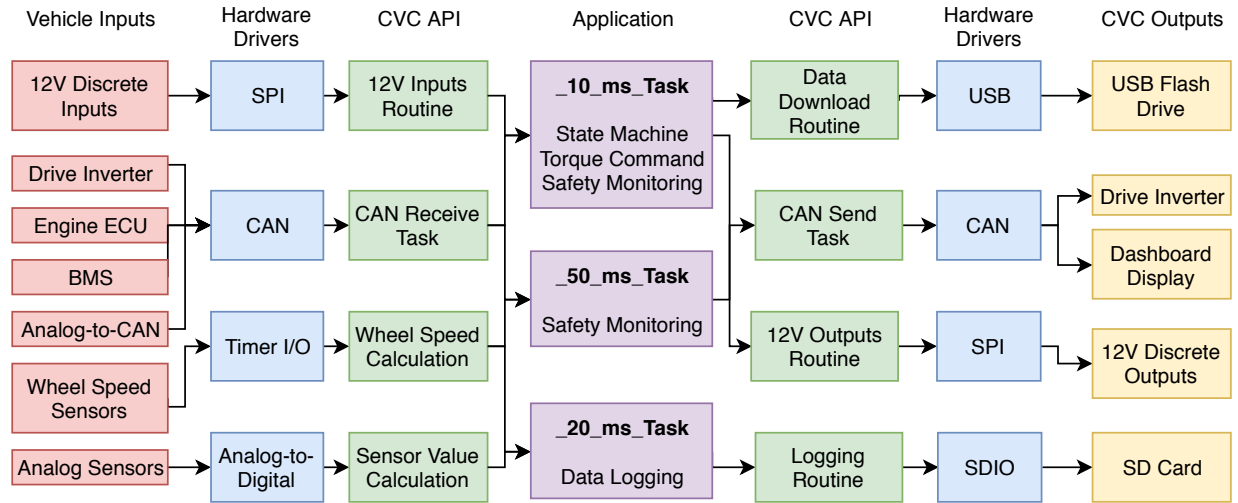 Vehicle Inputs
Hardware
Drivers
CVC API
Application
CVC API
Hardware
Drivers
CVC Outputs
12V Discrete
Inputs
SPI
12V Inputs
Routine
_10_ms_Task
State Machine
Torque Command
Safety Monitoring
Data
Download
Routine
USB
USB Flash
Drive
Drive Inverter
Engine ECU
BMS
Analog-to-CAN
CAN
CAN Receive
Task
CAN Send
Task
CAN
Drive Inverter
Dashboard
Display
_50_ms_Task
Safety Monitoring
Wheel Speed
Sensors
Timer I/O
Wheel Speed
Calculation
12V Outputs
Routine
SPI
12V Discrete
Outputs
Analog Sensors
Analog-to-
Digital
Sensor Value
Calculation
_20_ms_Task
Data Logging
Logging
Routine
SDIO
SD Card